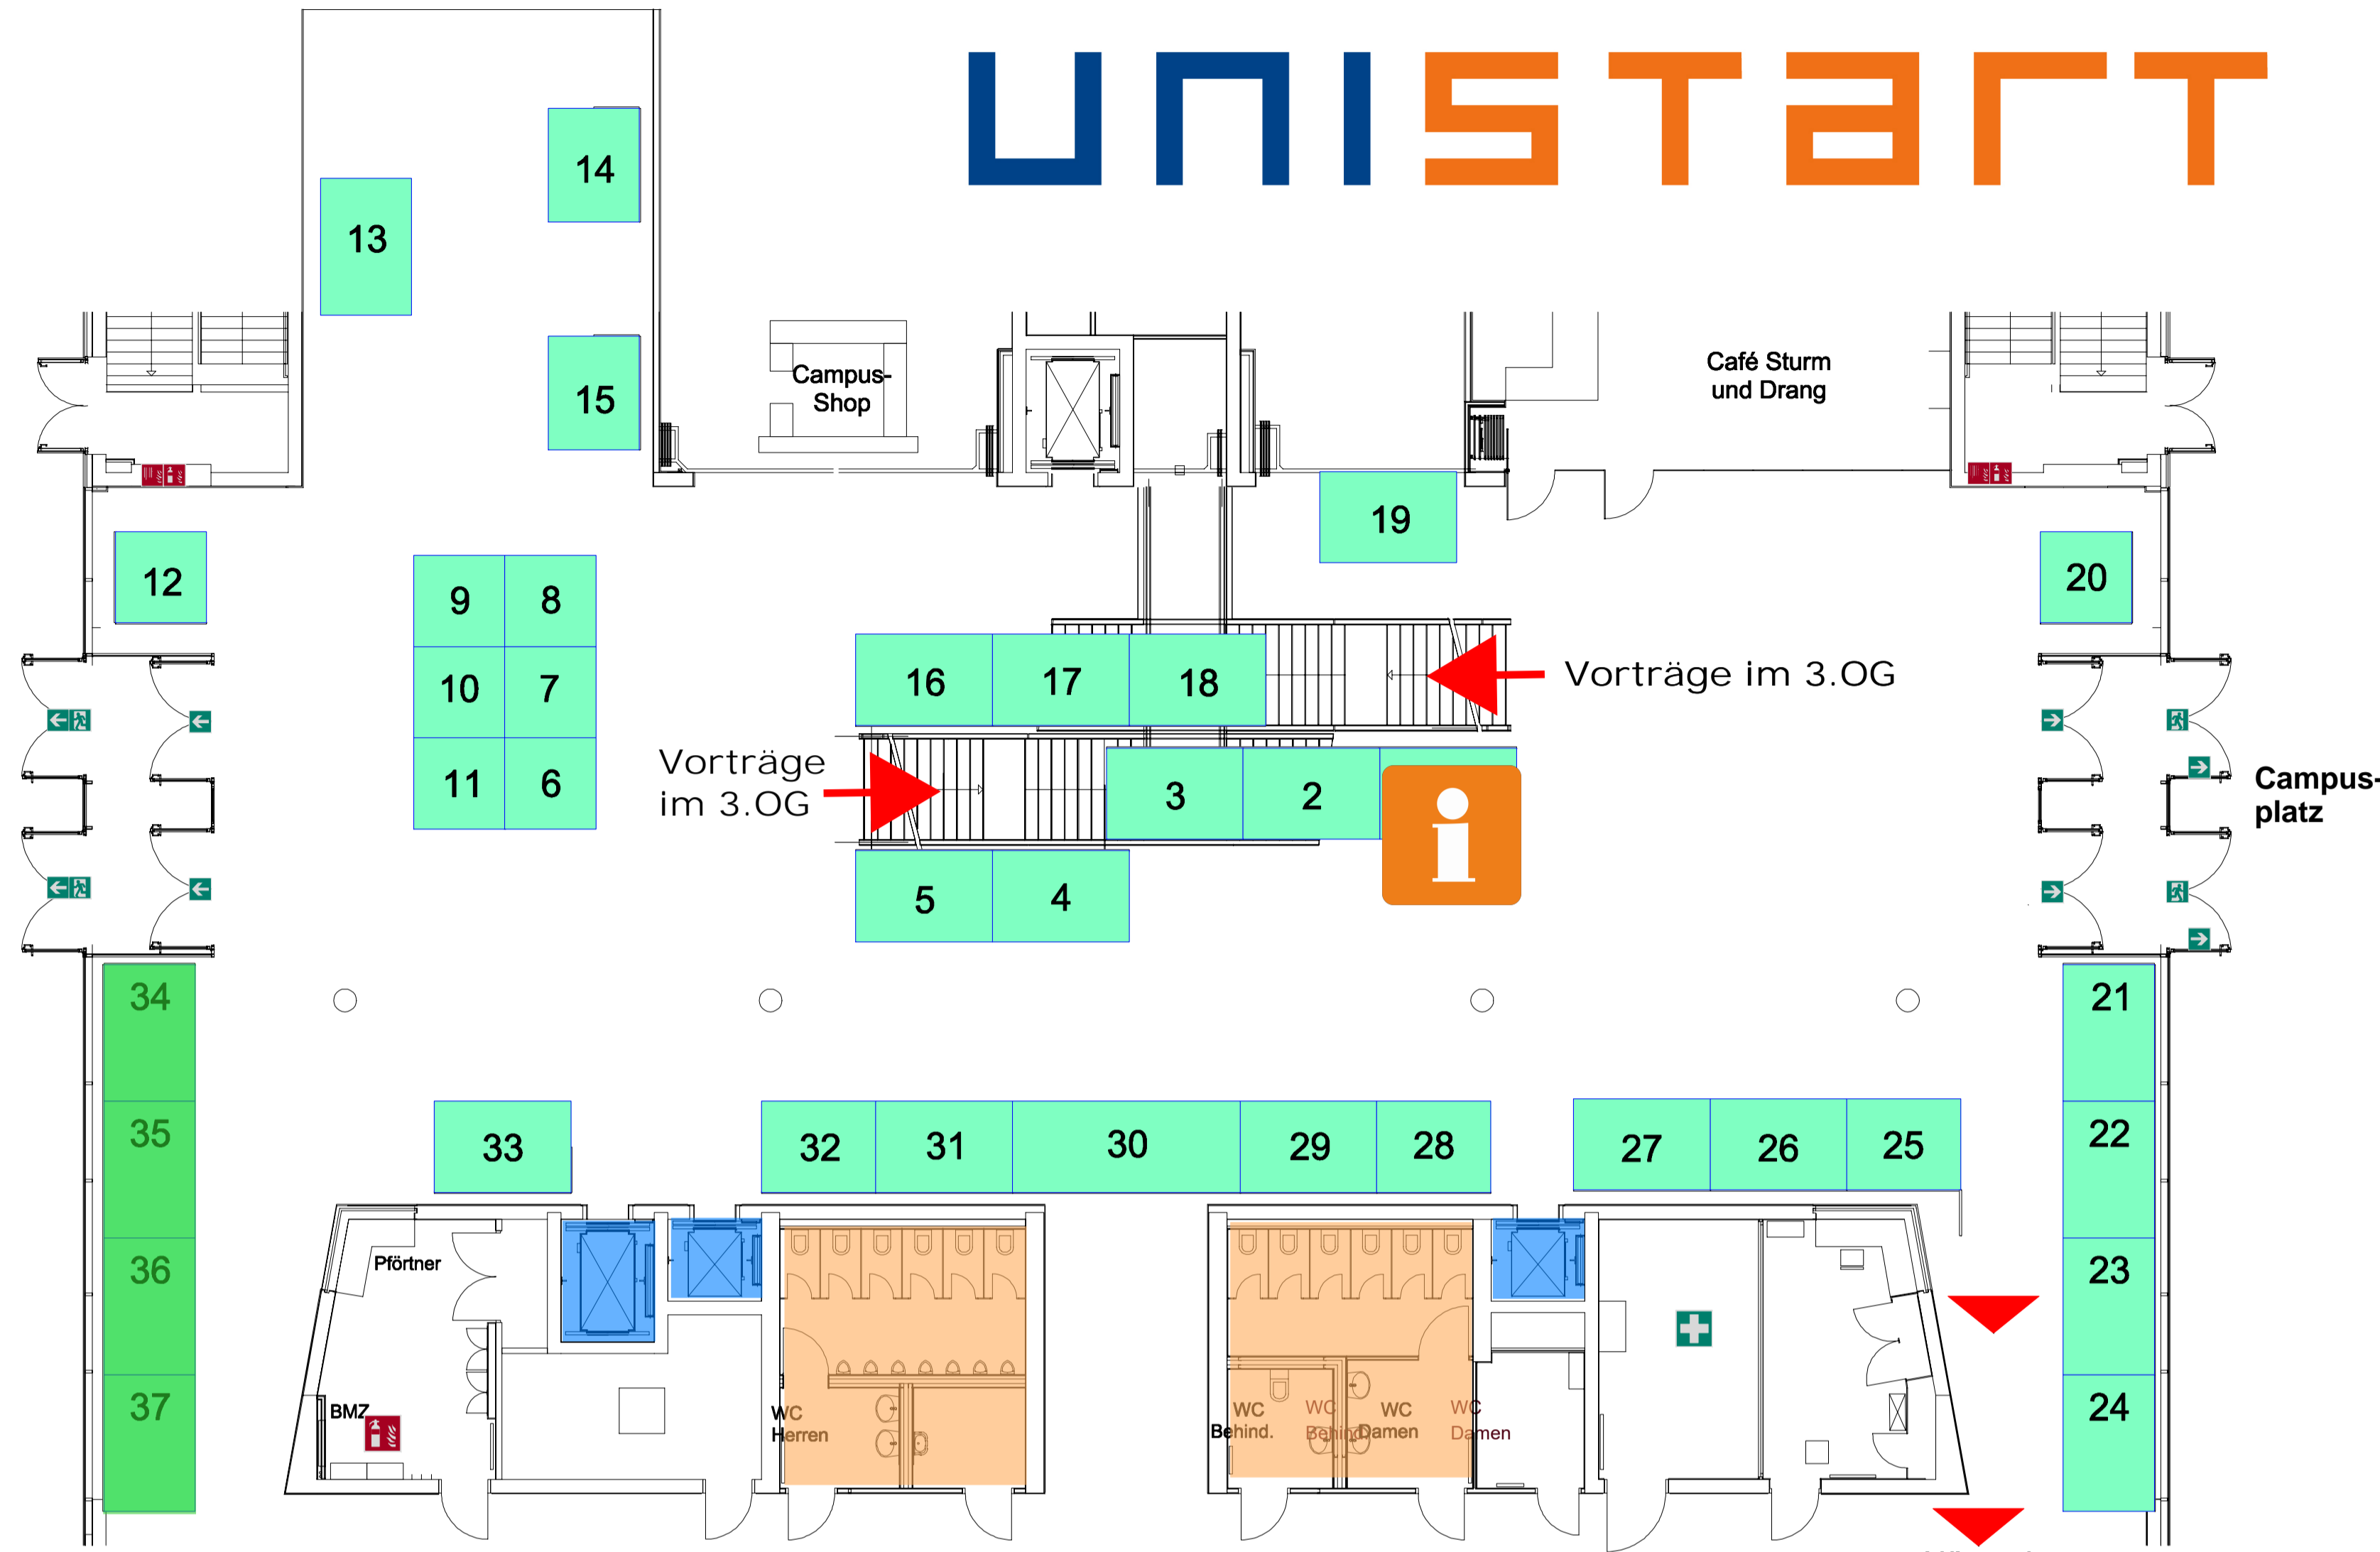 unistart
14
13
15
Campus-
Shop
Café Sturm
und Drang
19
12
20
9
8
10
7
11
6
16
17
18
Vorträge im 3.OG
Vorträge
im 3.OG
3
2
i
Campus-
platz
5
4
34
21
35
22
33
32
31
30
29
28
27
26
25
36
23
Pförtner
37
24
BMZ
WC
Herren
WC
Behind.
WC
Behind.
WC
Damen
WC
Damen